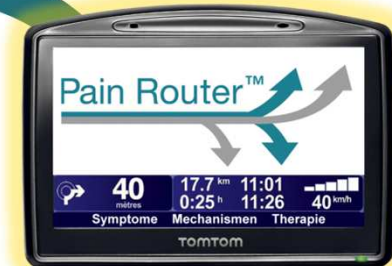 Pain Router™
40
mètres
17.7 km 11:01
0:25 h 11:26 40 km/h
Symptome Mechanismen Therapie
TOMTOM